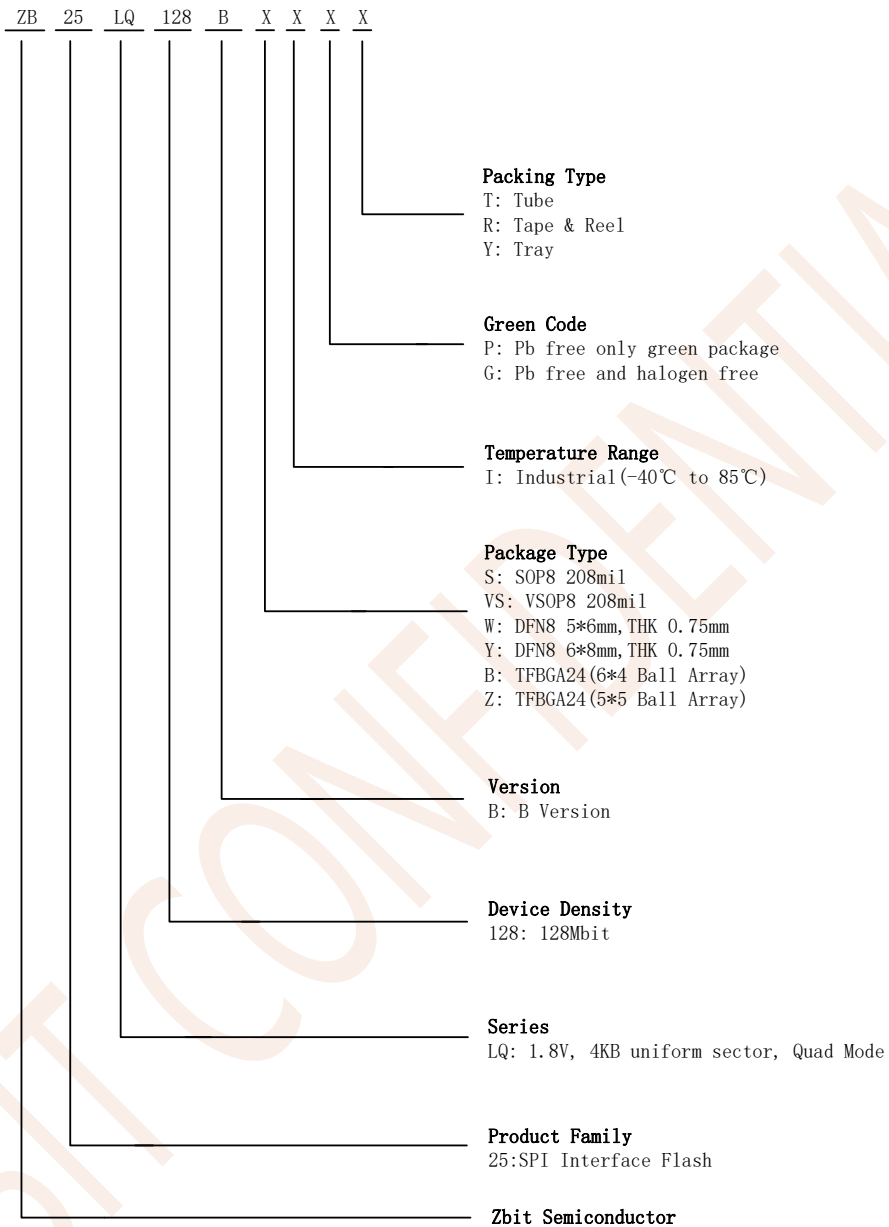 ZB 25 LQ 128 B X X X X
Packing Type
T: Tube
R: Tape & Reel
Y: Tray
Green Code
P: Pb free only green package
G: Pb free and halogen free
Temperature Range
I: Industrial(-40℃ to 85℃)
Package Type
S: SOP8 208mil
VS: VSOP8 208mil
W: DFN8 5*6mm,THK 0.75mm
Y: DFN8 6*8mm,THK 0.75mm
B: TFBGA24(6*4 Ball Array)
Z: TFBGA24(5*5 Ball Array)
Version
B: B Version
Device Density
128: 128Mbit
Series
LQ: 1.8V, 4KB uniform sector, Quad Mode
Product Family
25:SPI Interface Flash
Zbit Semiconductor
BIT CONFIDENTIA